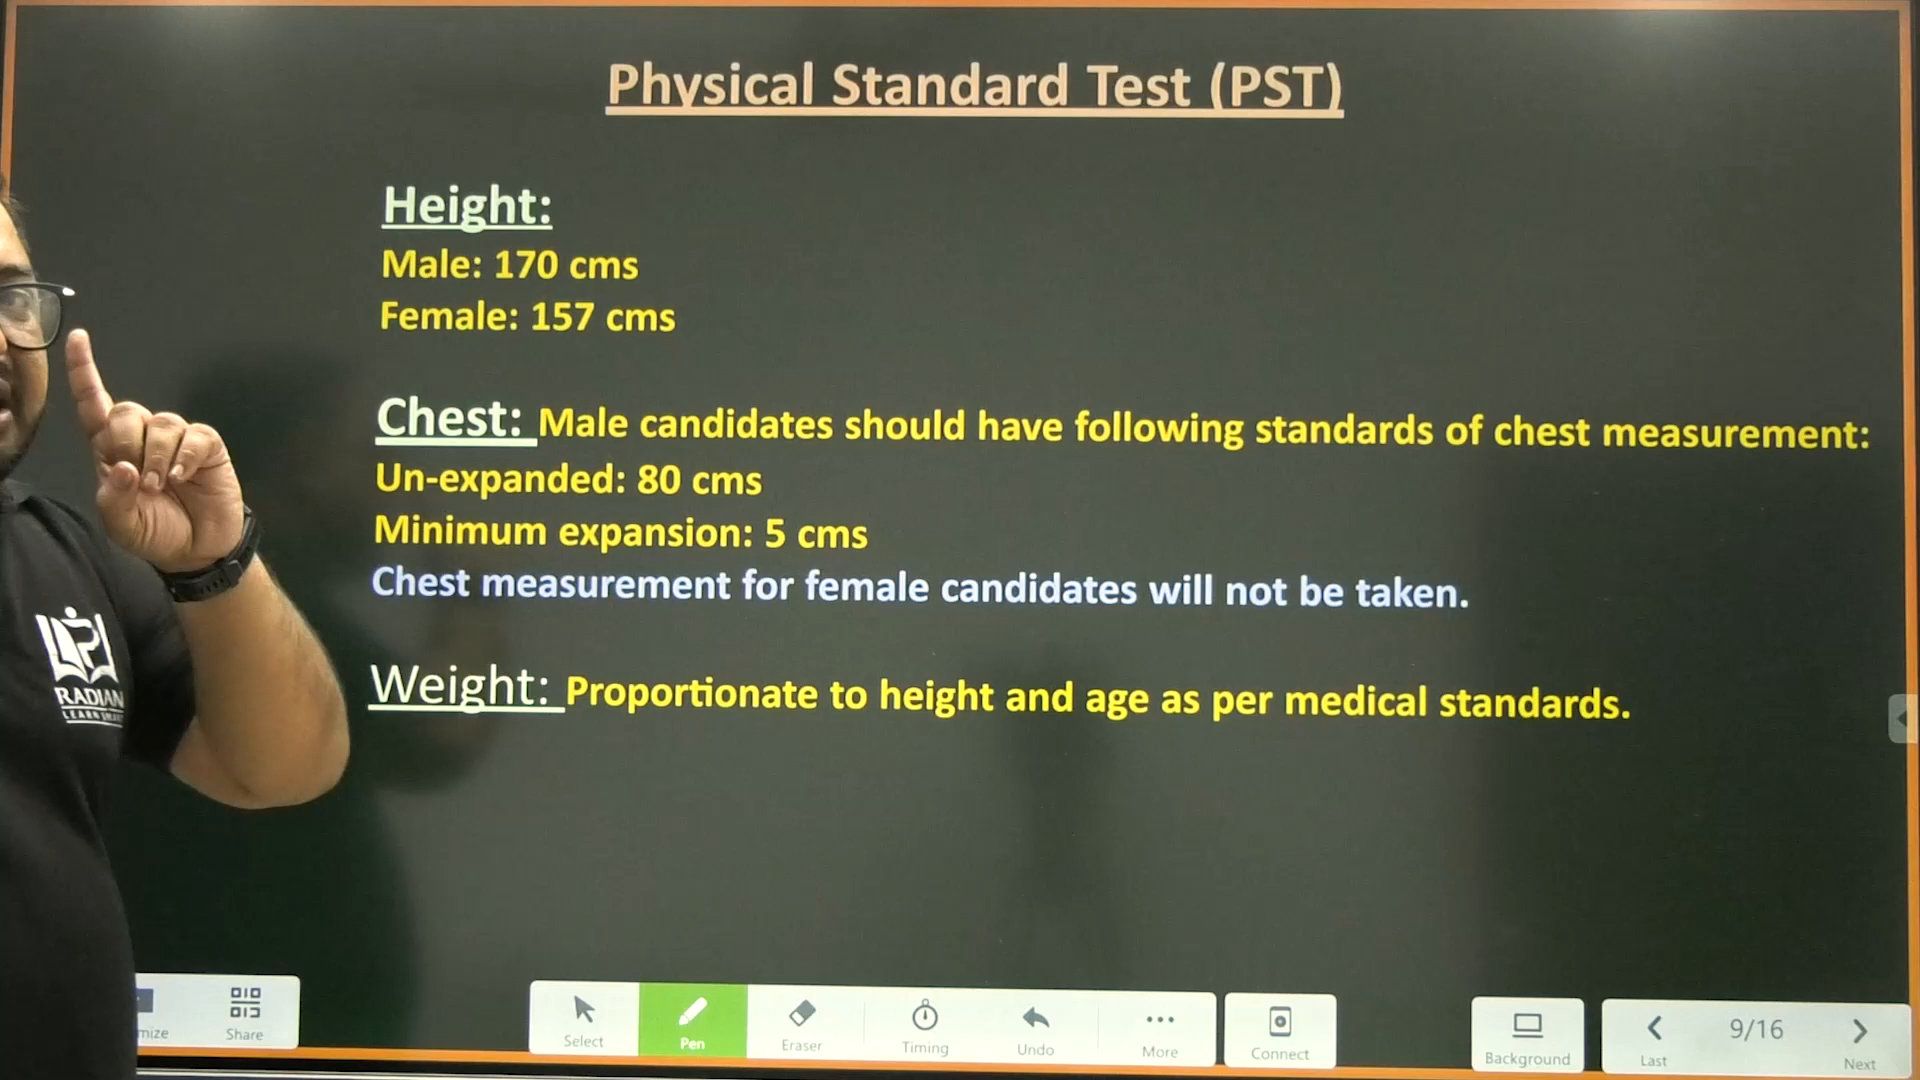 Physical Standard Test (PST)
Height:
Male: 170 cms
Female: 157 cms
Chest: Male candidates should have following standards of chest measurement:
Un-expanded: 80 cms
Minimum expansion: 5 cms
Chest measurement for female candidates will not be taken.
Weight: Proportionate to height and age as per medical standards.
RADIAN
LEARN
mize
Share
Select
Pen
Eraser
Timing
Undo
More
Connect
Background
Last
9/16
Next